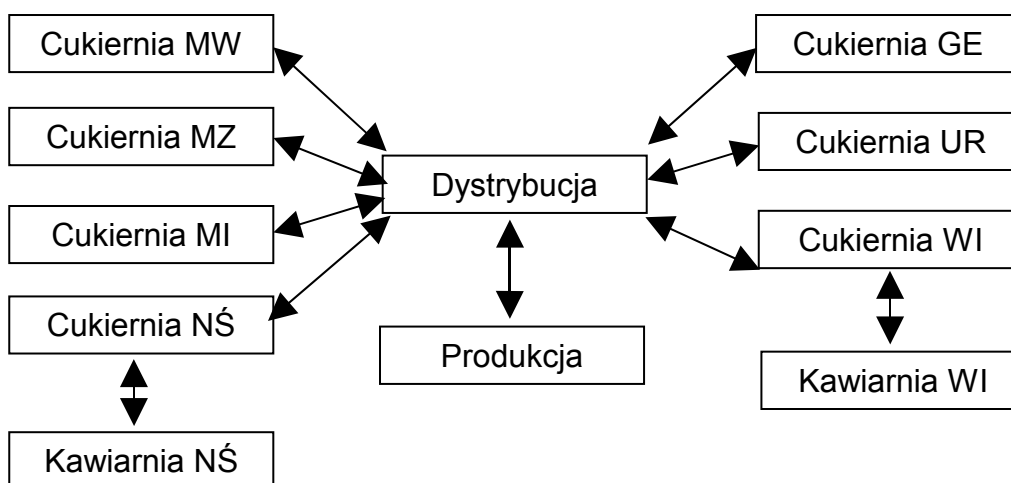 Cukiernia MW
Cukiernia GE
Cukiernia MZ
Cukiernia UR
Dystrybucja
Cukiernia MI
Cukiernia WI
Cukiernia NŚ
Produkcja
Kawiarnia WI
Kawiarnia NŚ